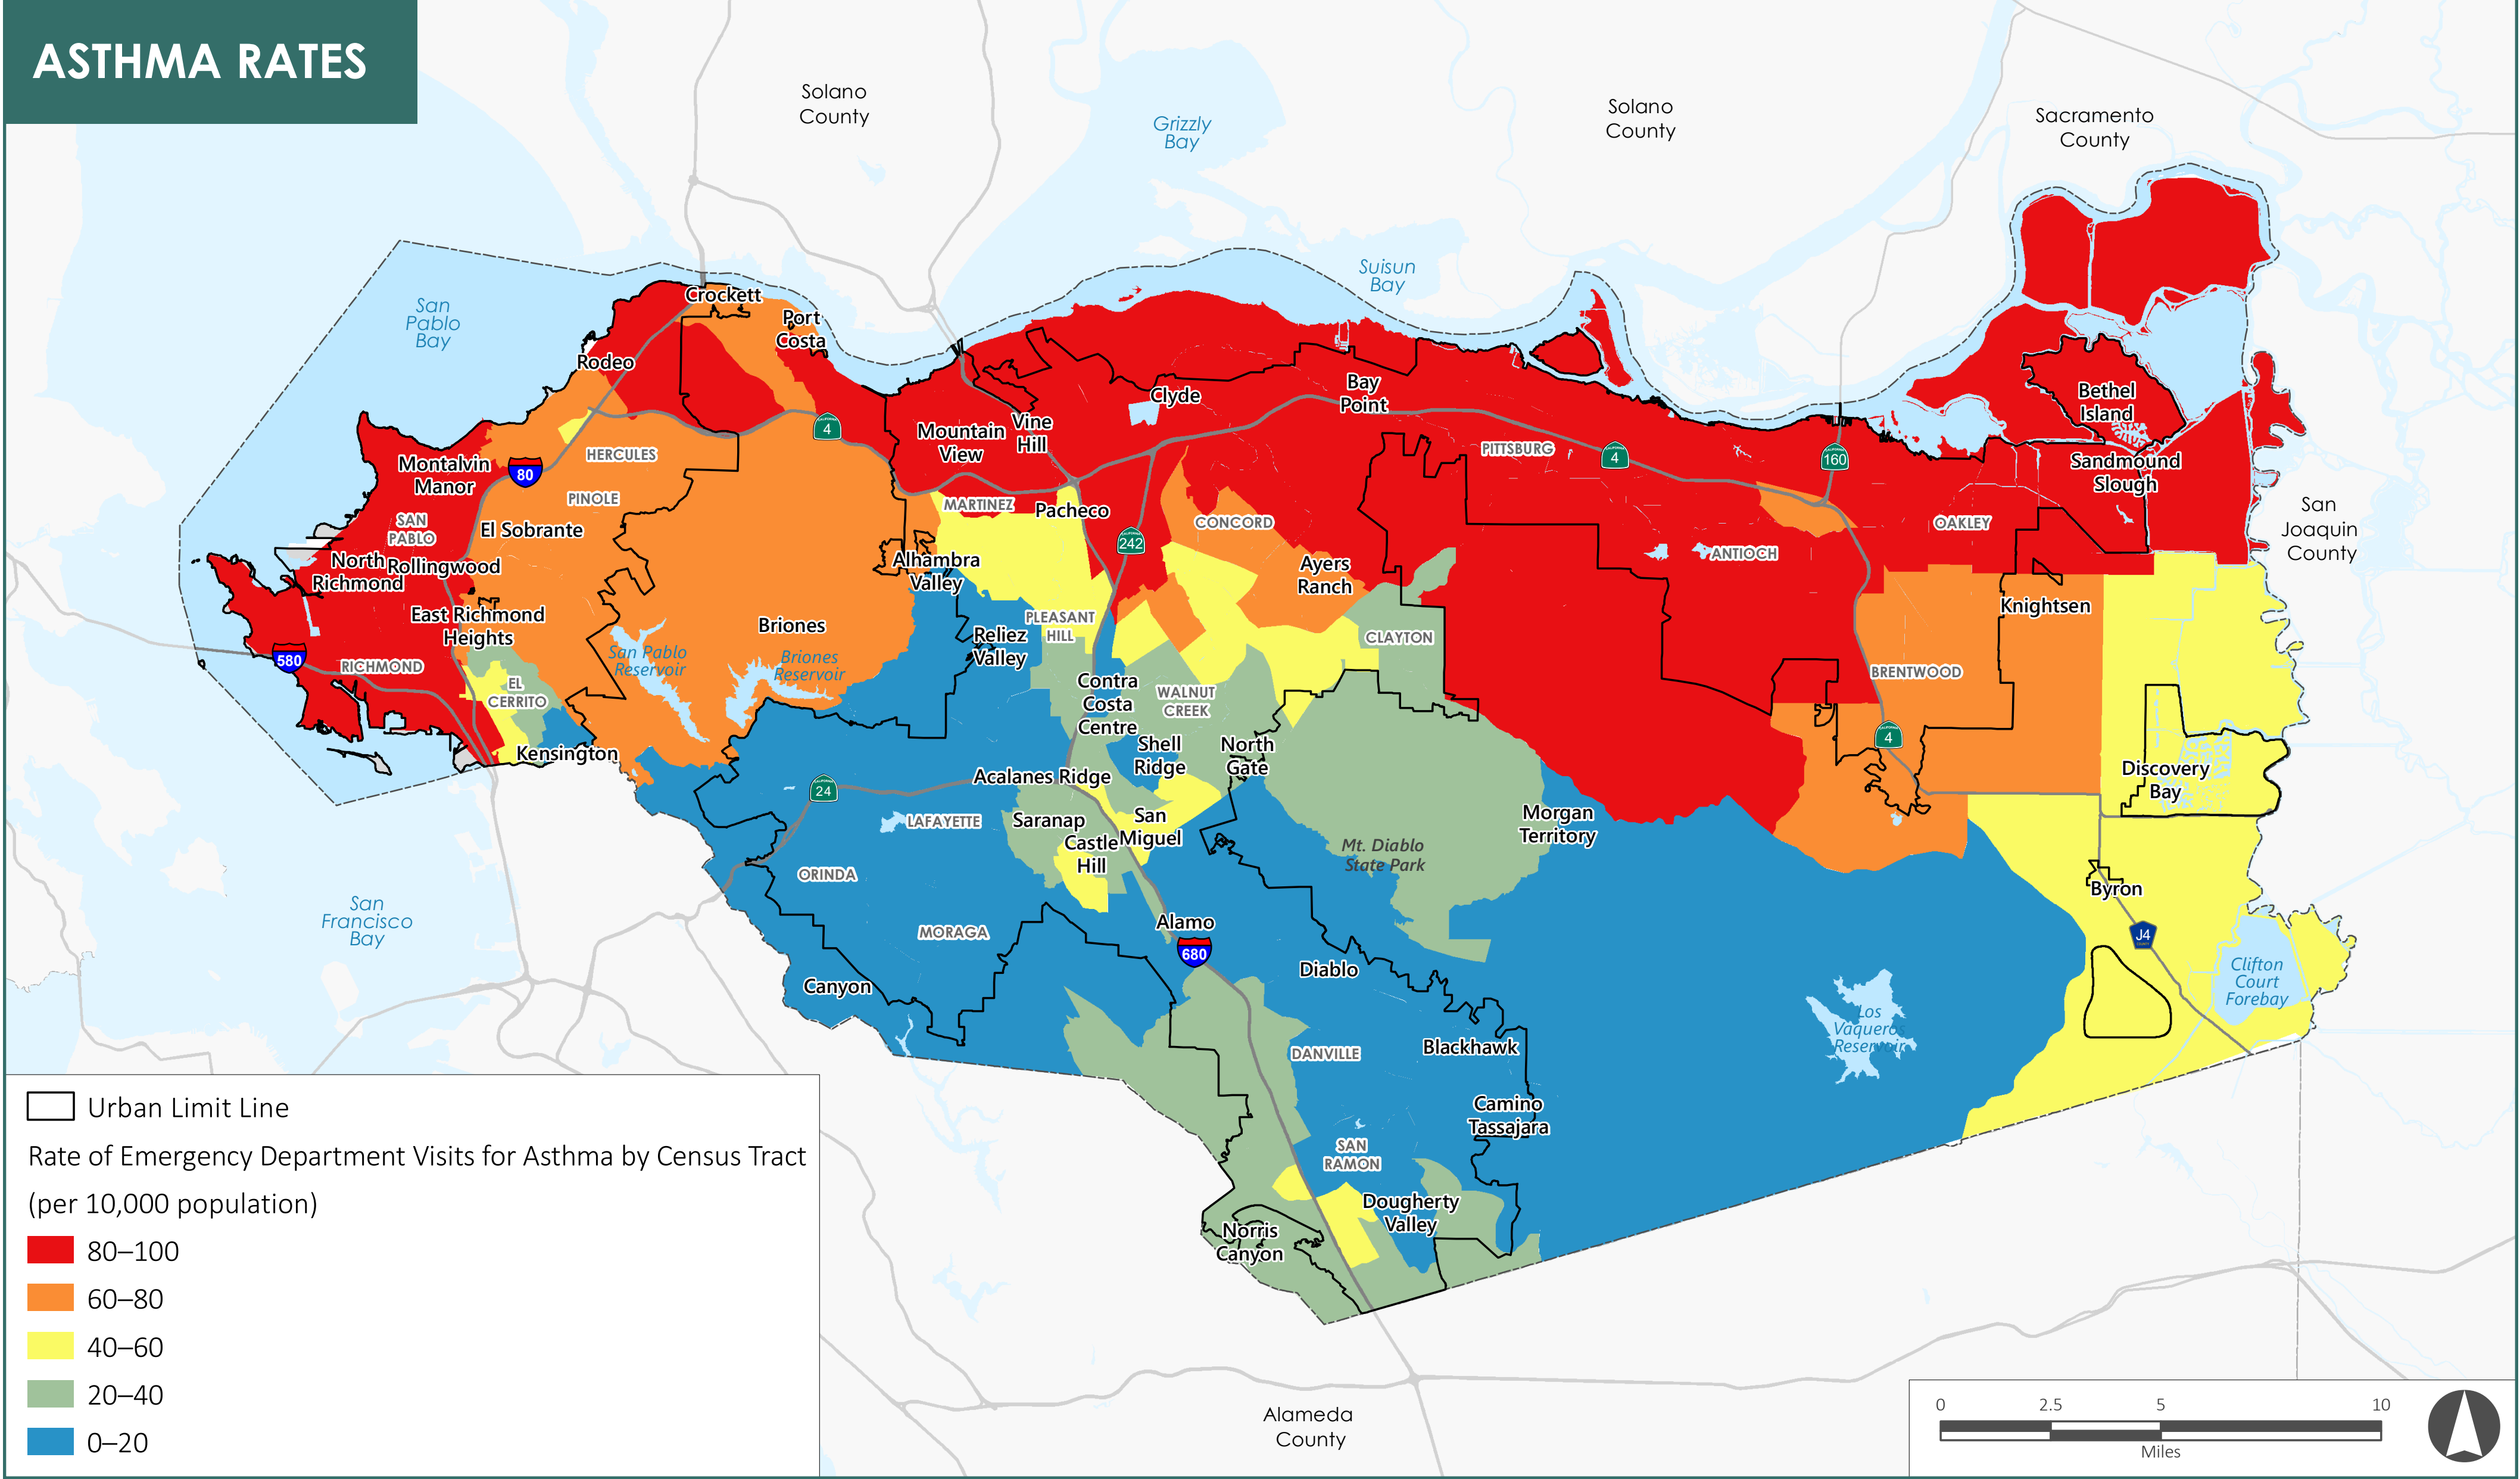 ASTHMA RATES
Solano
County
Grizzly
Bay
Solano
County
Sacramento
County
Suisun
Bay
San
Pablo
Bay
Crockett
Port
Costa
Rodeo
Clyde
Bay
Point
Bethel
Island
4
Mountain
View
Vine
Hill
HERCULES
Montalvin
Manor
80
PITTSBURG
4
160
Sandmound
Slough
PINOLE
MARTINEZ
Pacheco
CONCORD
OAKLEY
San
Joaquin
County
SAN
PABLO
El Sobrante
242
ANTIOCH
North
Richmond
Rollingwood
Alhambra
Valley
Ayers
Ranch
Knightsen
East Richmond
Heights
Briones
PLEASANT
HILL
Reliez
Valley
CLAYTON
580
RICHMOND
San Pablo
Reservoir
Briones
Reservoir
BRENTWOOD
EL
CERRITO
Contra
Costa
Centre
WALNUT
CREEK
4
Kensington
Shell
Ridge
North
Gate
Discovery
Bay
Acalanes Ridge
24
LAFAYETTE
Saranap
San
Miguel
Morgan
Territory
Castle
Hill
Mt. Diablo
State Park
ORINDA
Byron
San
Francisco
Bay
MORAGA
Alamo
680
J4
COUNTY
Canyon
Diablo
Clifton
Court
Forebay
Los
Vaqueros
Reservoir
DANVILLE
Blackhawk
Camino
Tassajara
SAN
RAMON
Dougherty
Valley
Norris
Canyon
Alameda
County
Urban Limit Line
Rate of Emergency Department Visits for Asthma by Census Tract
(per 10,000 population)
80–100
60–80
40–60
20–40
0–20
0 2.5 5 10
Miles